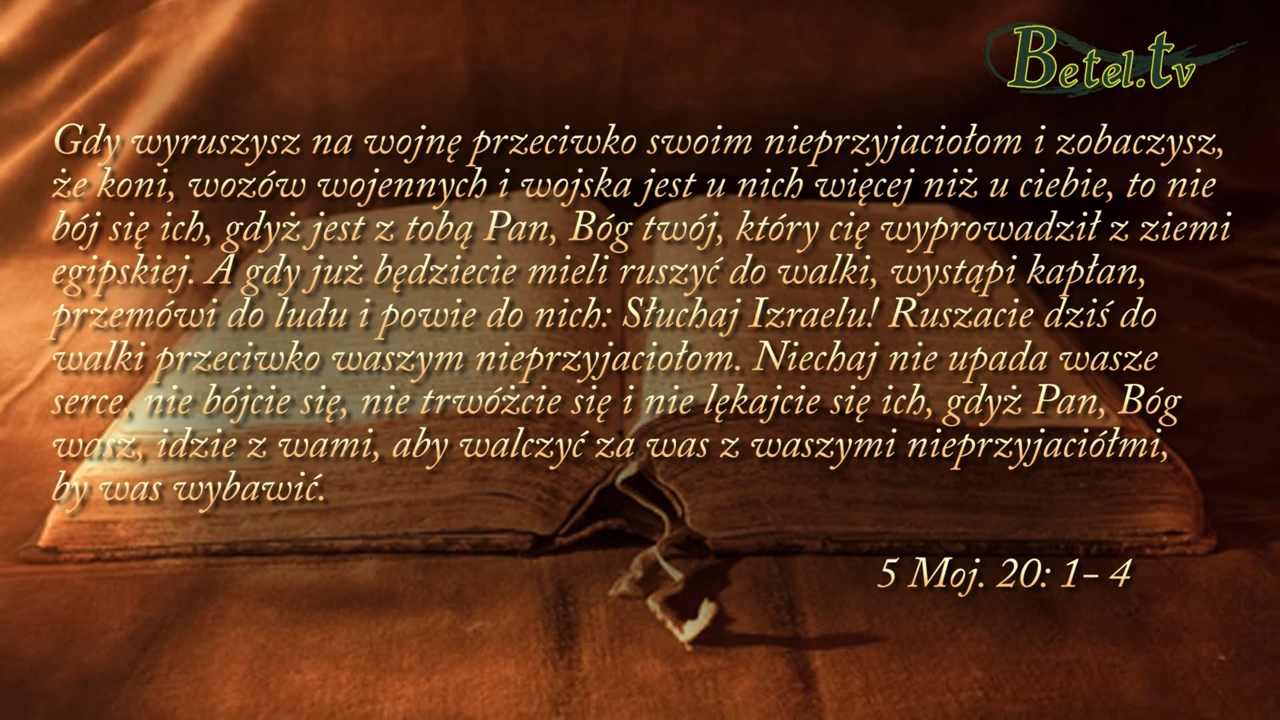 Betel.tv
Gdy wyruszysz na wojnę przeciwko swoim nieprzyjaciołom i zobaczysz,
że koni, wozów wojennych i wojska jest u nich więcej niż u ciebie, to nie
bój się ich, gdyż jest z tobą Pan, Bóg twój, który cię wyprowadził z ziemi
egipskiej. A gdy już będziecie mieli ruszyć do walki, wystąpi kapłan,
przemówi do ludu i powie do nich: Słuchaj Izraelu! Ruszacie dziś do
walki przeciwko waszym nieprzyjaciołom. Niechaj nie upada wasze
serce, nie bójcie się, nie trwóżcie się i nie lękajcie się ich, gdyż Pan, Bóg
wasz, idzie z wami, aby walczyć za was z waszymi nieprzyjaciółmi,
by was wybawić.
5 Moj. 20: 1- 4